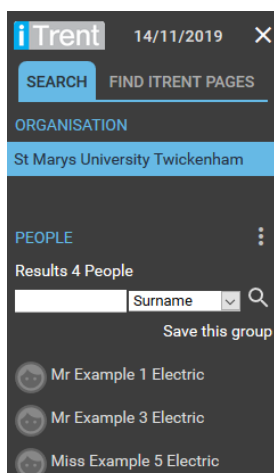 iTrent 14/11/2019 X
SEARCH FIND ITRENT PAGES
ORGANISATION
St Marys University Twickenham
PEOPLE
Results 4 People
Surname
Save this group
Mr Example 1 Electric
Mr Example 3 Electric
Miss Example 5 Electric